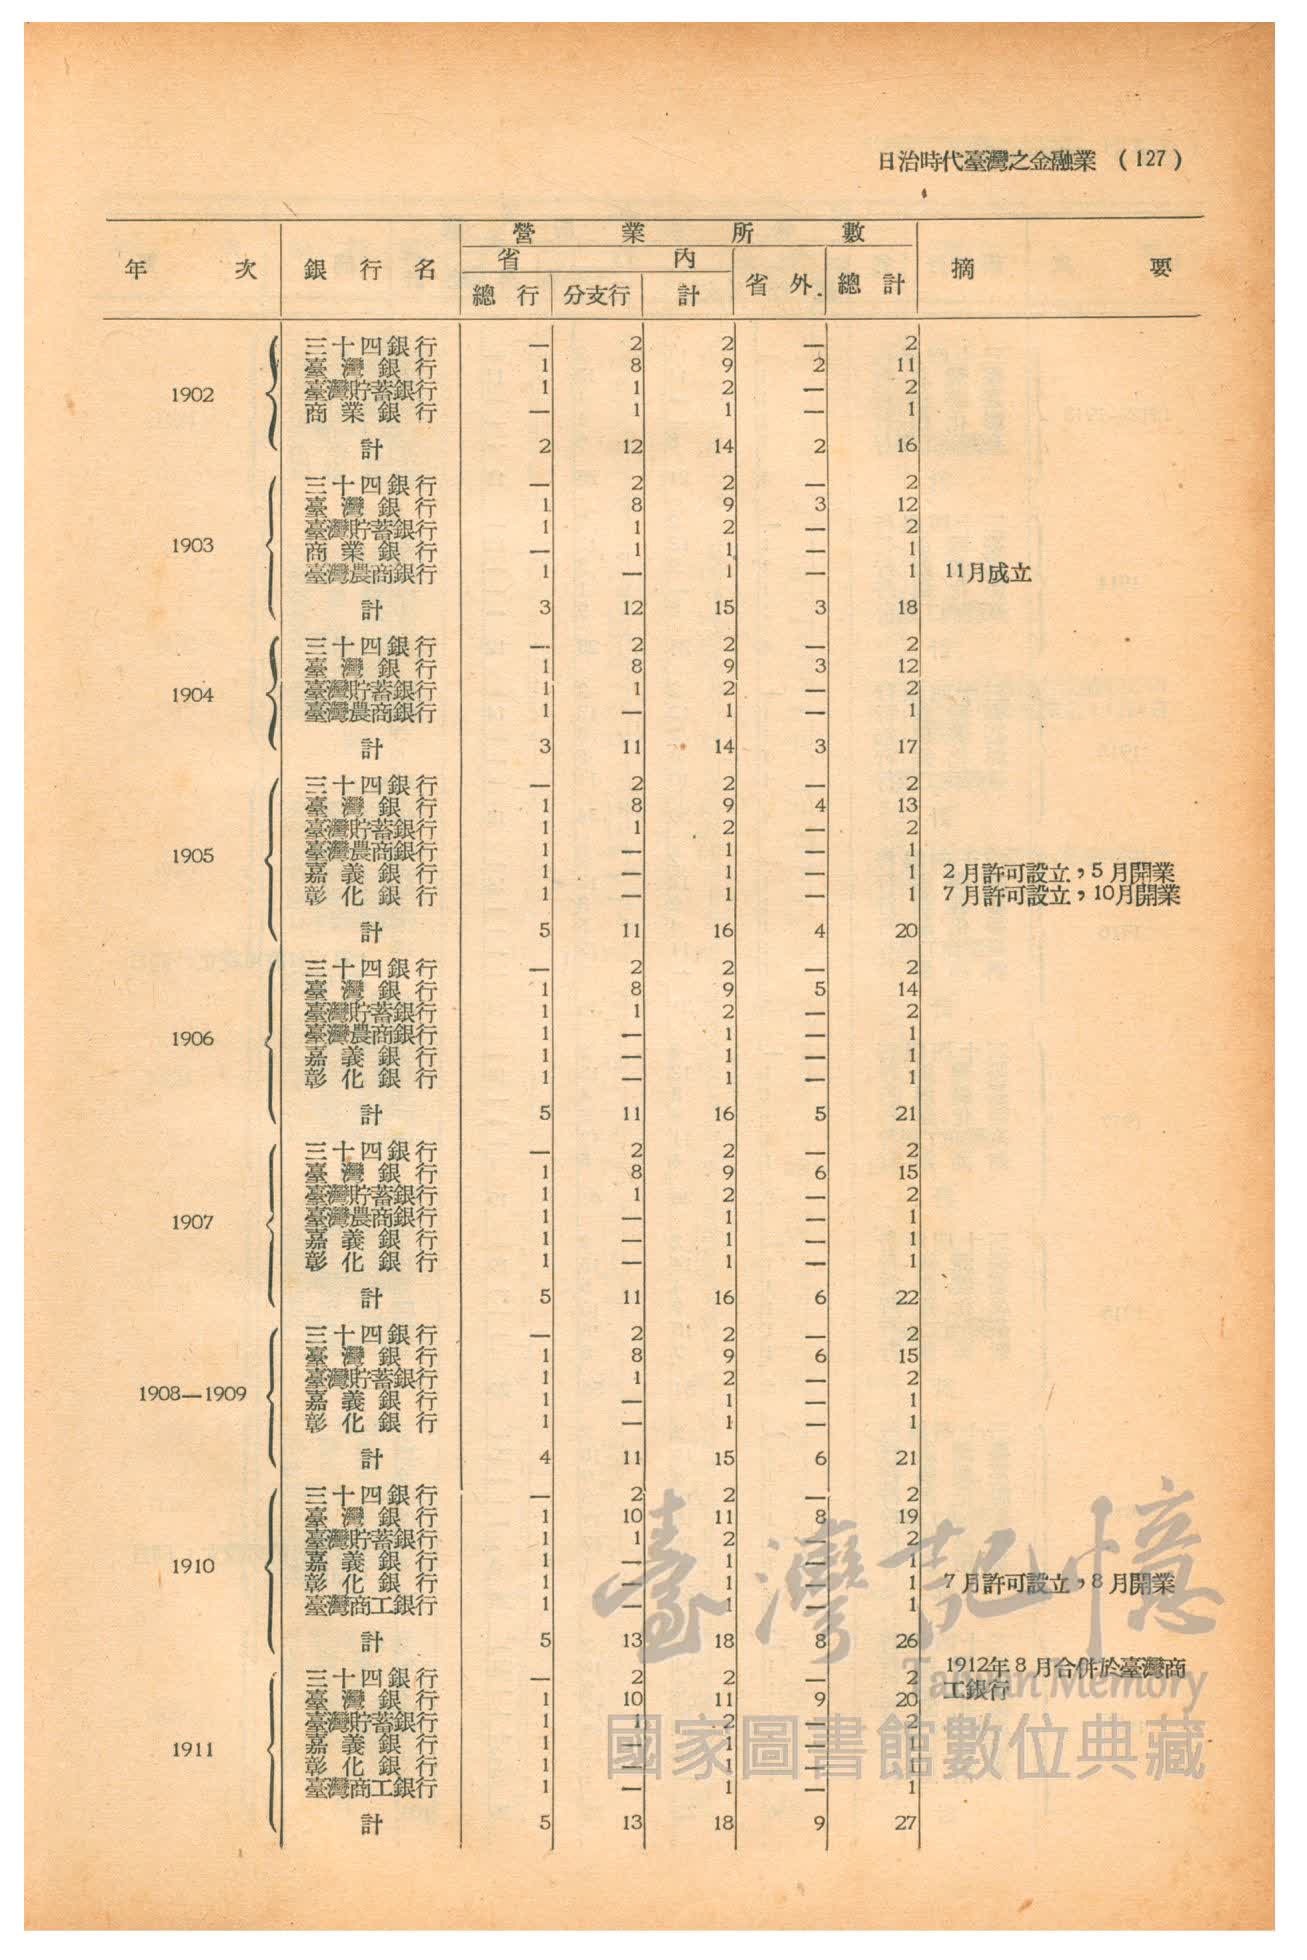 日治時代臺灣之金融業 (127)
年 次 銀行名 營業所數 摘要
省內 省外 總計
總行 分支行 計
1902
三十四銀行 — 2 2 — 2
臺灣銀行 1 8 9 2 11
臺灣貯蓄銀行 1 1 2 — 2
商業銀行 — 1 1 — 1
計 2 12 14 2 16
1903
三十四銀行 — 2 2 — 2
臺灣銀行 1 8 9 3 12
臺灣貯蓄銀行 1 1 2 — 2
商業銀行 — 1 1 — 1
臺灣農商銀行 1 — 1 — 1 11月成立
計 3 12 15 3 18
1904
三十四銀行 — 2 2 — 2
臺灣銀行 1 8 9 3 12
臺灣貯蓄銀行 1 1 2 — 2
臺灣農商銀行 1 — 1 — 1
計 3 11 14 3 17
1905
三十四銀行 — 2 2 — 2
臺灣銀行 1 8 9 4 13
臺灣貯蓄銀行 1 1 2 — 2
臺灣農商銀行 1 — 1 — 1
嘉義銀行 1 — 1 — 1 2月許可設立,5月開業
彰化銀行 1 — 1 — 1 7月許可設立,10月開業
計 5 11 16 4 20
1906
三十四銀行 — 2 2 — 2
臺灣銀行 1 8 9 5 14
臺灣貯蓄銀行 1 1 2 — 2
臺灣農商銀行 1 — 1 — 1
嘉義銀行 1 — 1 — 1
彰化銀行 1 — 1 — 1
計 5 11 16 5 21
1907
三十四銀行 — 2 2 — 2
臺灣銀行 1 8 9 6 15
臺灣貯蓄銀行 1 1 2 — 2
臺灣農商銀行 1 — 1 — 1
嘉義銀行 1 — 1 — 1
彰化銀行 1 — 1 — 1
計 5 11 16 6 22
1908—1909
三十四銀行 — 2 2 — 2
臺灣銀行 1 8 9 6 15
臺灣貯蓄銀行 1 1 2 — 2
嘉義銀行 1 — 1 — 1
彰化銀行 1 — 1 — 1
計 4 11 15 6 21
1910
三十四銀行 — 2 2 — 2
臺灣銀行 1 10 11 8 19
臺灣貯蓄銀行 1 1 2 — 2
嘉義銀行 1 — 1 — 1
彰化銀行 1 — 1 — 1 7月許可設立,8月開業
臺灣商工銀行 1 — 1 — 1
計 5 13 18 8 26
1911
三十四銀行 — 2 2 — 2 1912年8月合併於臺灣商
臺灣銀行 1 10 11 9 20 工銀行
臺灣貯蓄銀行 1 1 2 — 2
嘉義銀行 1 — 1 — 1
彰化銀行 1 — 1 — 1
臺灣商工銀行 1 — 1 — 1
計 5 13 18 9 27
臺灣記憶
Taiwan Memory
國家圖書館數位典藏